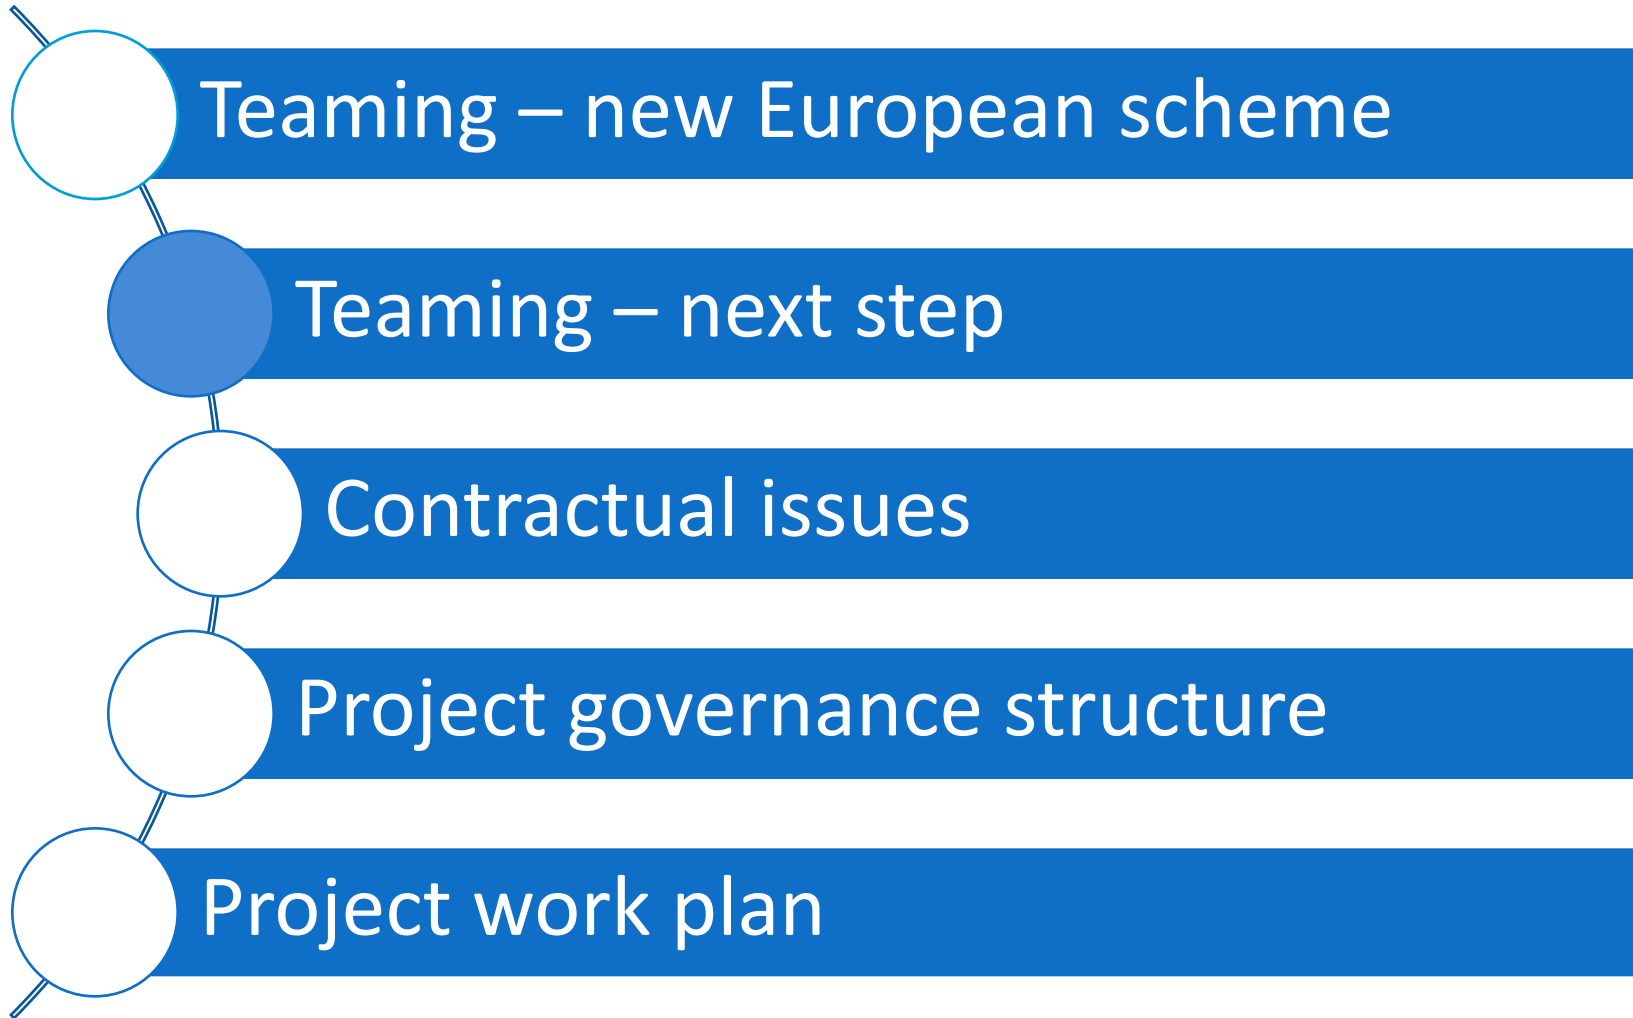 Teaming – new European scheme
Teaming – next step
Contractual issues
Project governance structure
Project work plan